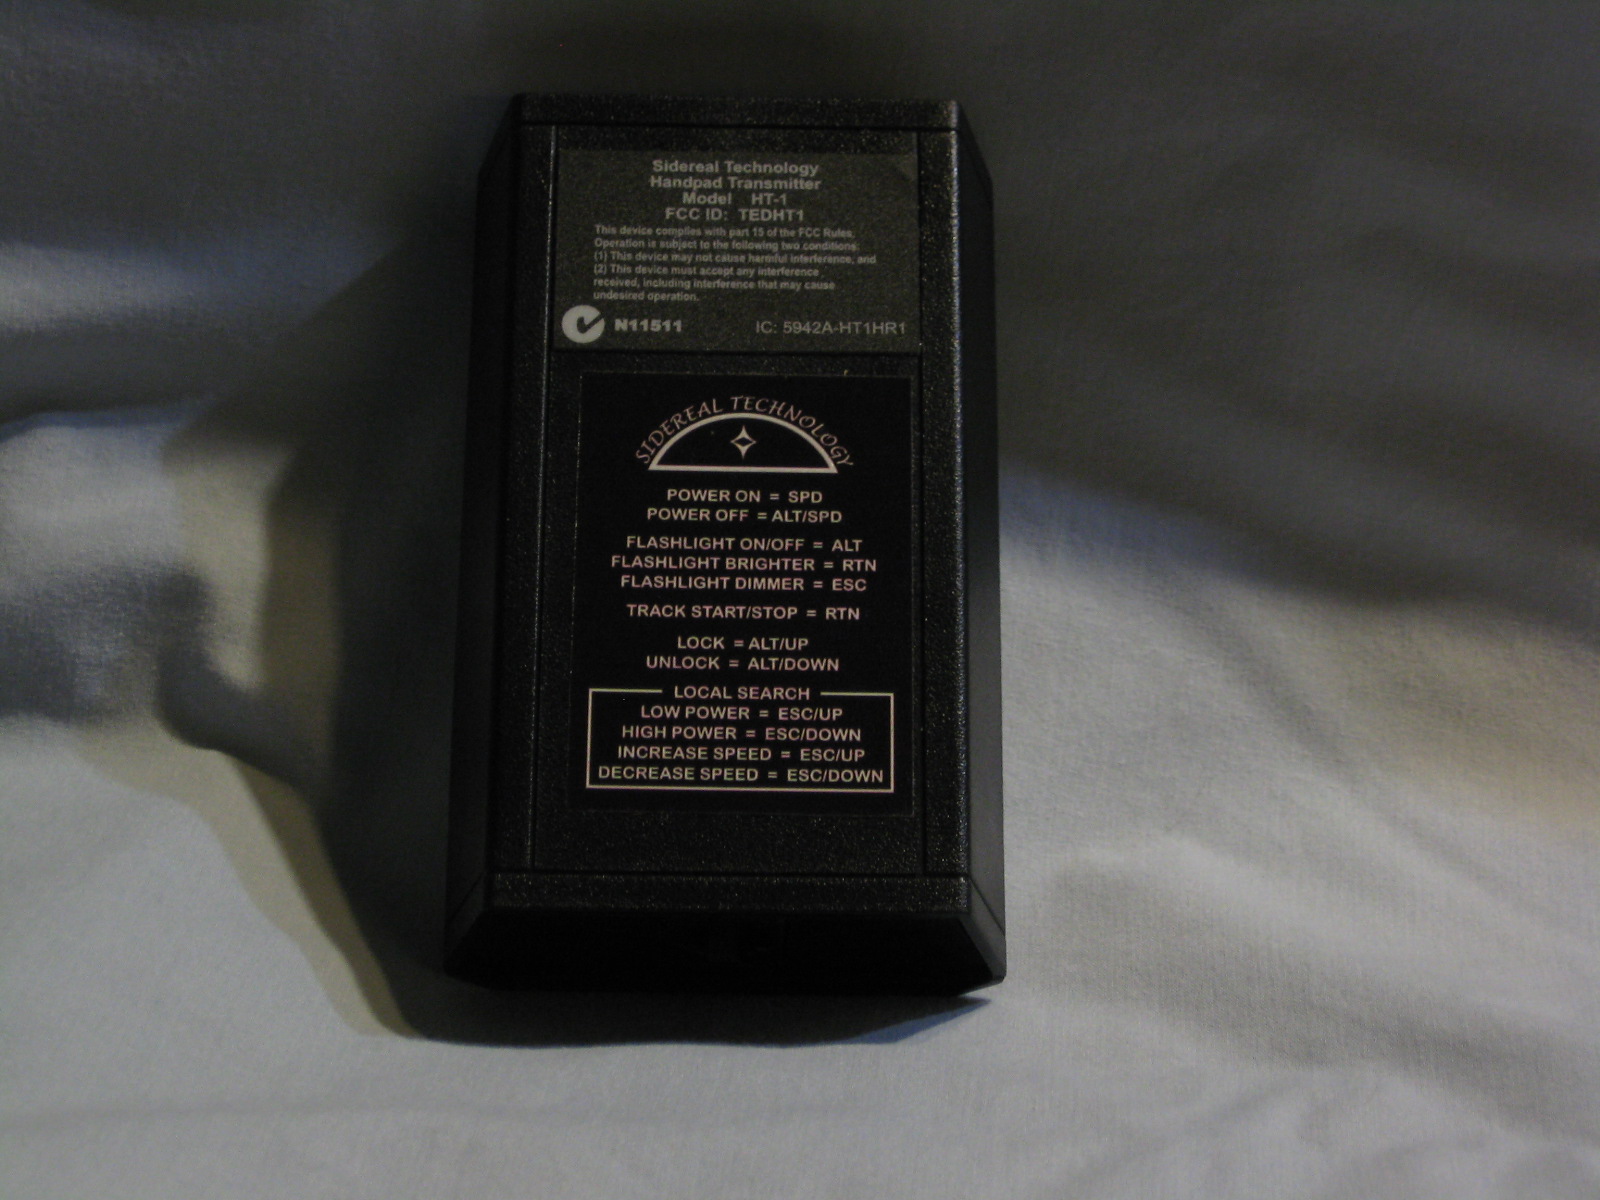 Sidereal Technology
Handpad Transmitter
Model HT-1
FCC ID: TEDHT1
This device complies with part 15 of the FCC Rules.
Operation is subject to the following two conditions:
(1) This device may not cause harmful interference, and
(2) This device must accept any interference
received, including interference that may cause
undesired operation.
N11511 IC: 5942A-HT1HR1
SIDEREAL TECHNOLOGY
POWER ON = SPD
POWER OFF = ALT/SPD
FLASHLIGHT ON/OFF = ALT
FLASHLIGHT BRIGHTER = RTN
FLASHLIGHT DIMMER = ESC
TRACK START/STOP = RTN
LOCK = ALT/UP
UNLOCK = ALT/DOWN
LOCAL SEARCH
LOW POWER = ESC/UP
HIGH POWER = ESC/DOWN
INCREASE SPEED = ESC/UP
DECREASE SPEED = ESC/DOWN